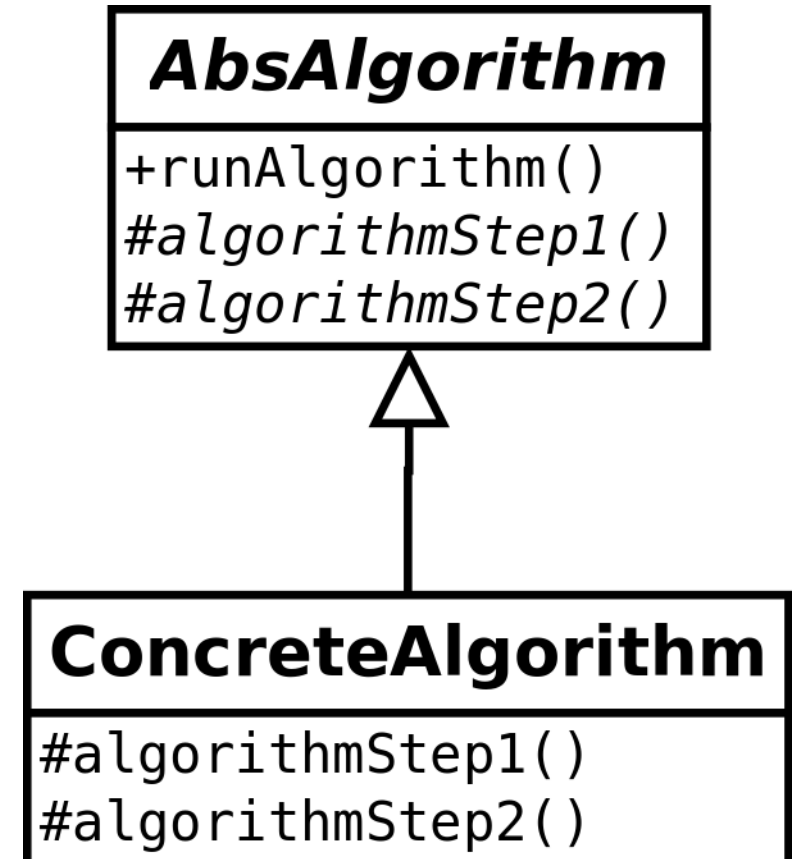 AbsAlgorithm
+runAlgorithm()
#algorithmStep1()
#algorithmStep2()
ConcreteAlgorithm
#algorithmStep1()
#algorithmStep2()